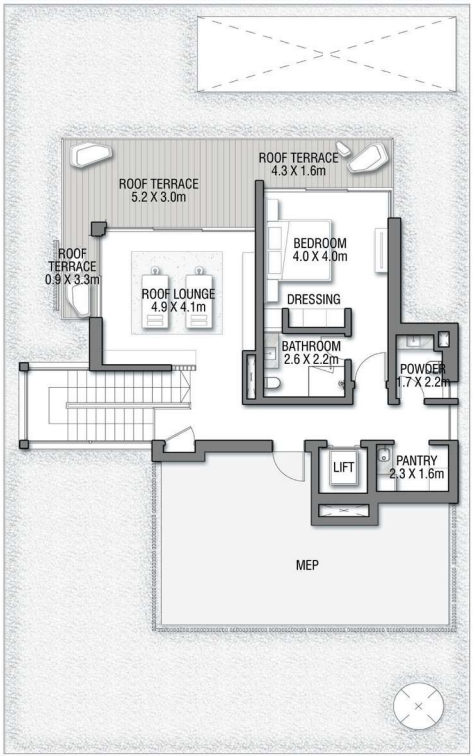 ROOF TERRACE
4.3 X 1.6m
ROOF TERRACE
5.2 X 3.0m
BEDROOM
4.0 X 4.0m
ROOF
TERRACE
0.9 X 3.3m
ROOF LOUNGE
4.9 X 4.1m
DRESSING
BATHROOM
2.6 X 2.2m
POWDER
1.7 X 2.2m
LIFT
PANTRY
2.3 X 1.6m
MEP